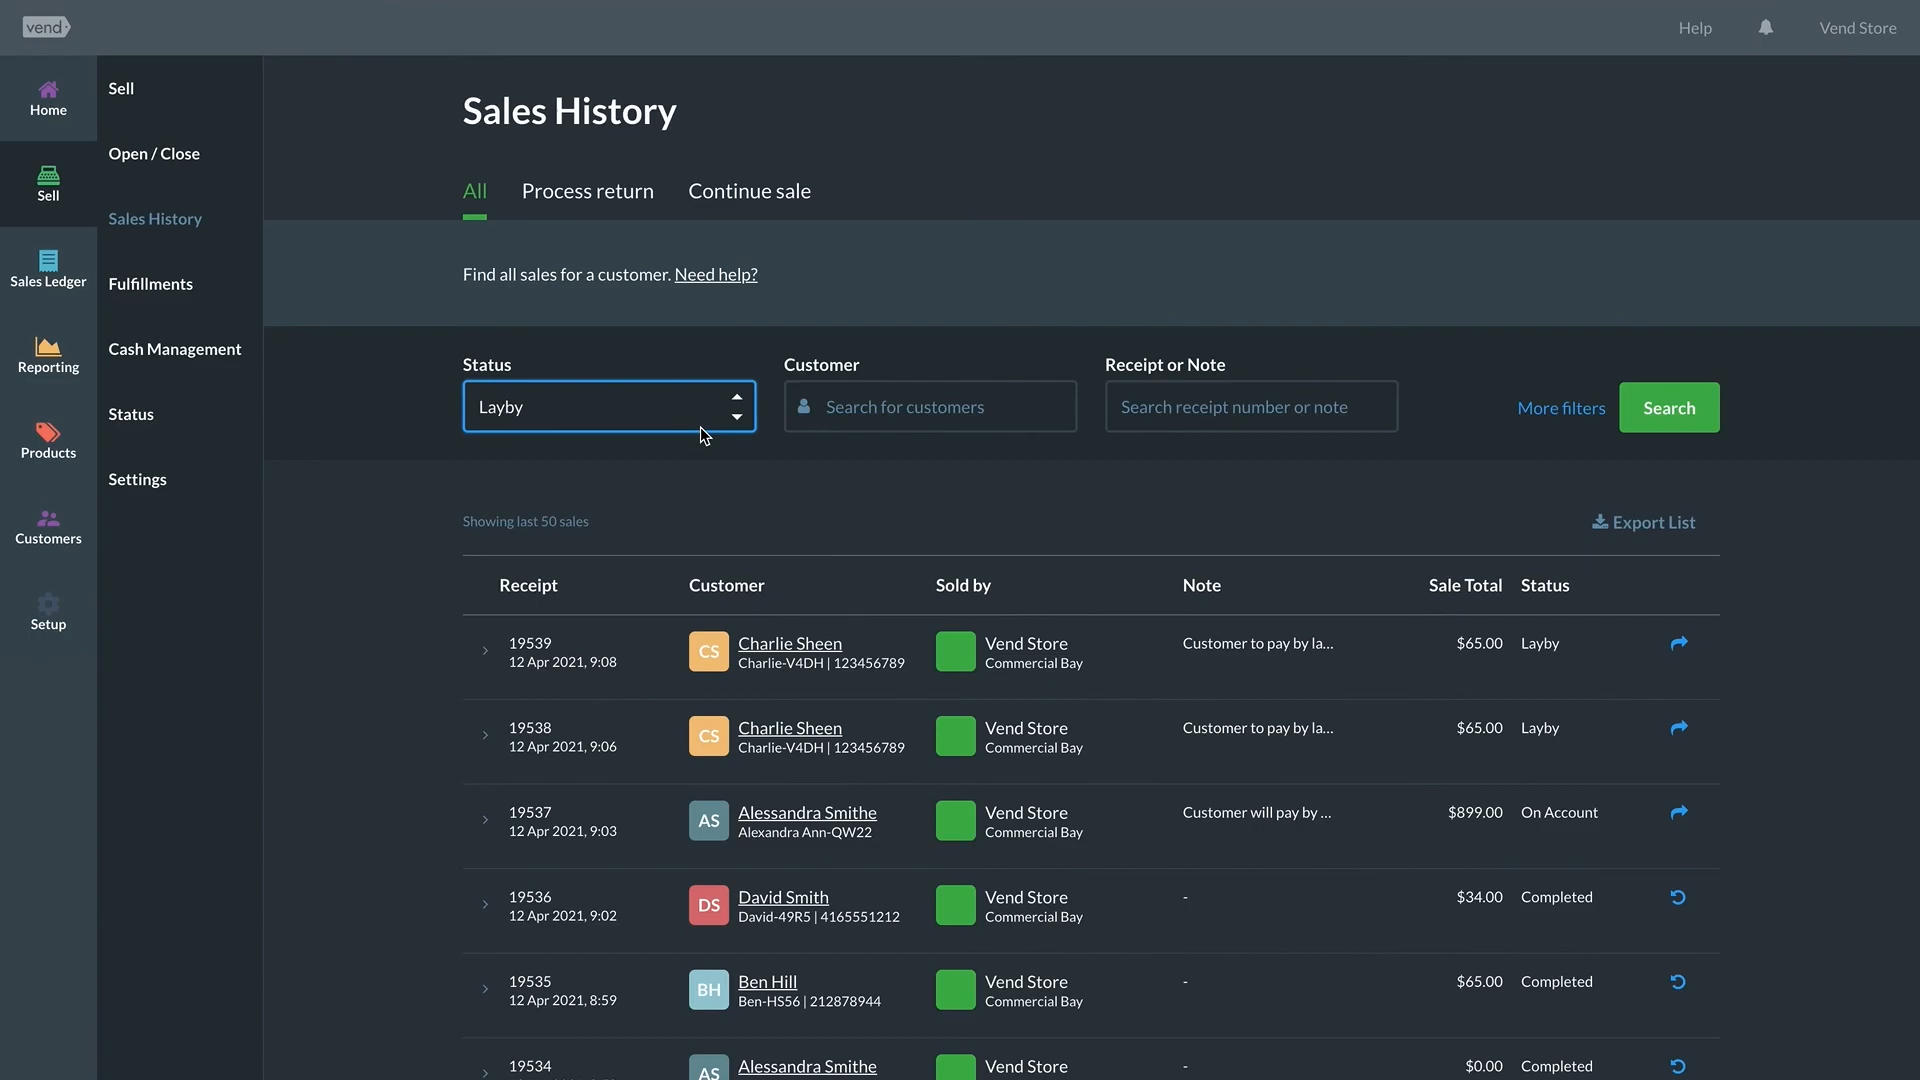 vend
Help
Vend Store
Home
Sell
Sales Ledger
Reporting
Products
Customers
Setup
Sell
Open / Close
Sales History
Fulfillments
Cash Management
Status
Settings
Sales History
All Process return Continue sale
Find all sales for a customer. Need help?
Status Customer Receipt or Note
Layby Search for customers Search receipt number or note More filters Search
Showing last 50 sales Export List
Receipt Customer Sold by Note Sale Total Status
19539 Charlie Sheen Vend Store Customer to pay by la... $65.00 Layby
CS
12 Apr 2021, 9:08 Charlie-V4DH | 123456789 Commercial Bay
19538 Charlie Sheen Vend Store Customer to pay by la... $65.00 Layby
CS
12 Apr 2021, 9:06 Charlie-V4DH | 123456789 Commercial Bay
19537 Alessandra Smithe Vend Store Customer will pay by ... $899.00 On Account
AS
12 Apr 2021, 9:03 Alexandra Ann-QW22 Commercial Bay
19536 David Smith Vend Store - $34.00 Completed
DS
12 Apr 2021, 9:02 David-49R5 | 4165551212 Commercial Bay
19535 Ben Hill Vend Store - $65.00 Completed
BH
12 Apr 2021, 8:59 Ben-HS56 | 212878944 Commercial Bay
19534 Alessandra Smithe Vend Store - $0.00 Completed
AS